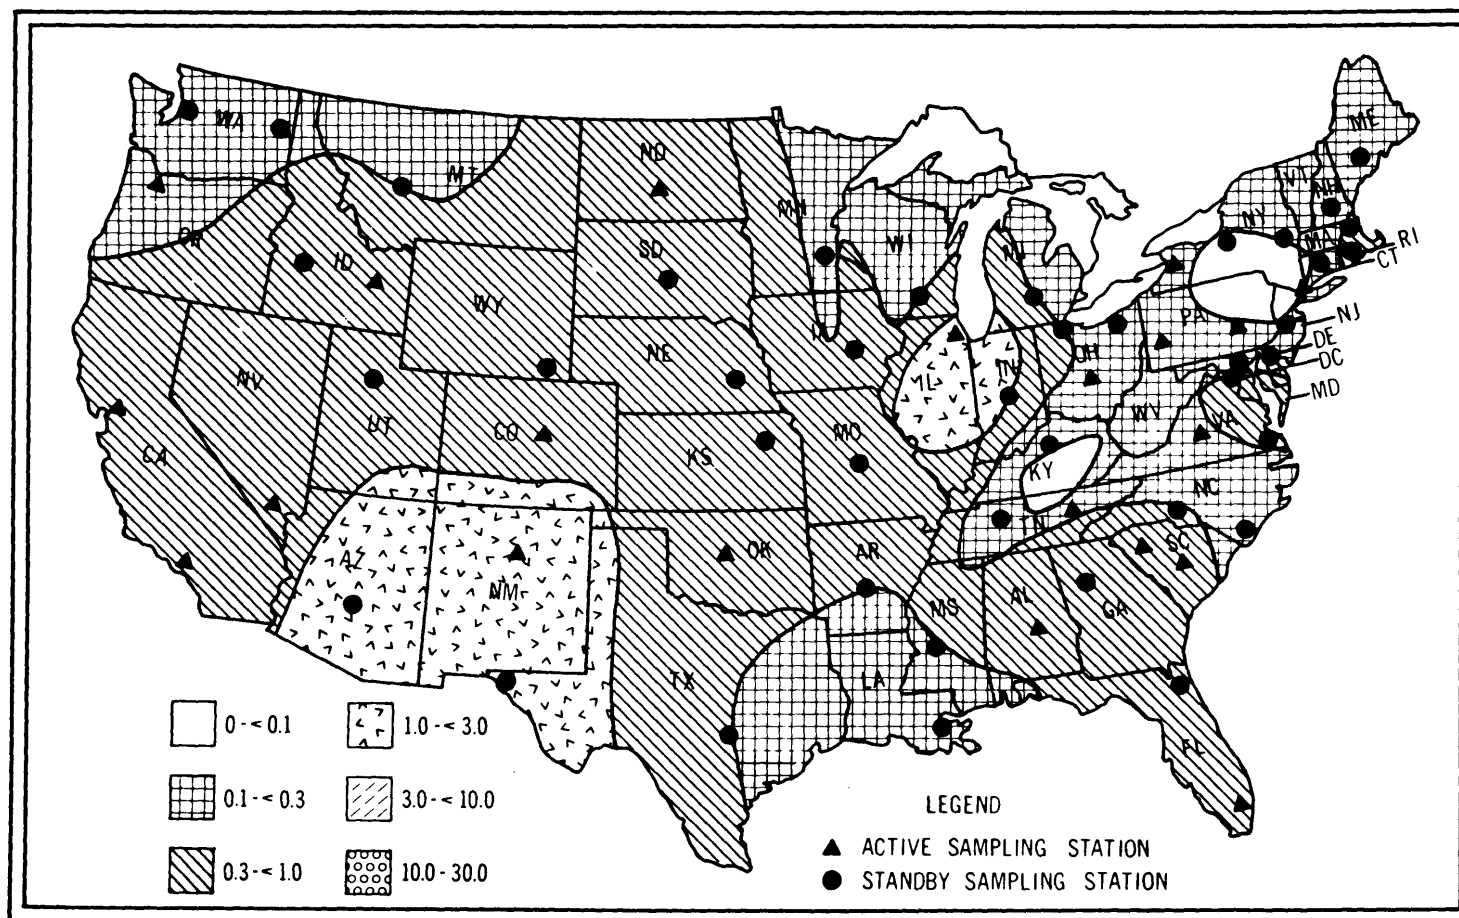 WA
MT
ND
MN
ME
VT
NH
NY
MA
RI
CT
OR
ID
SD
WI
MI
WY
PA
NJ
DE
DC
MD
NV
UT
NE
IL
IN
OH
WV
VA
CA
CO
KS
MO
KY
NC
AZ
NM
OK
AR
TN
SC
MS
AL
GA
TX
LA
FL
0 - < 0.1
1.0 - < 3.0
0.1 - < 0.3
3.0 - < 10.0
0.3 - < 1.0
10.0 - 30.0
LEGEND
ACTIVE SAMPLING STATION
STANDBY SAMPLING STATION